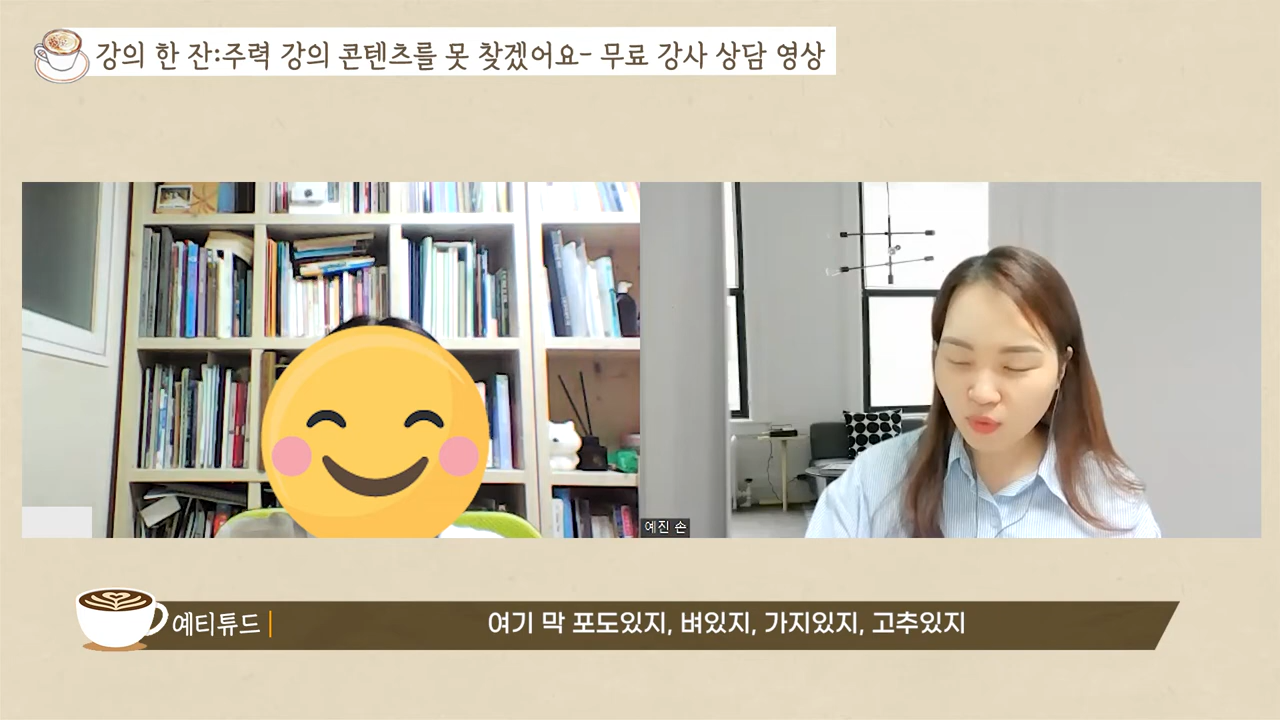 강의 한 잔:주력 강의 콘텐츠를 못 찾겠어요- 무료 강사 상담 영상
예진 손
예티튜드
여기 막 포도있지, 벼있지, 가지있지, 고추있지